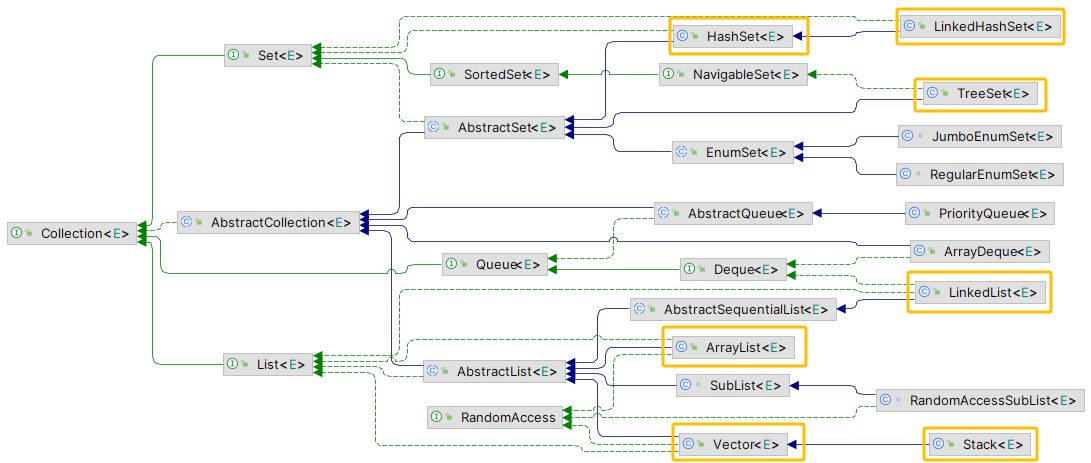 LinkedHashSet<E>
HashSet<E>
Set<E>
SortedSet<E>
NavigableSet<E>
TreeSet<E>
AbstractSet<E>
JumboEnumSet<E>
EnumSet<E>
RegularEnumSet<E>
AbstractQueue<E>
PriorityQueue<E>
AbstractCollection<E>
Collection<E>
ArrayDeque<E>
Queue<E>
Deque<E>
LinkedList<E>
AbstractSequentialList<E>
ArrayList<E>
List<E>
AbstractList<E>
SubList<E>
RandomAccessSubList<E>
RandomAccess
Vector<E>
Stack<E>